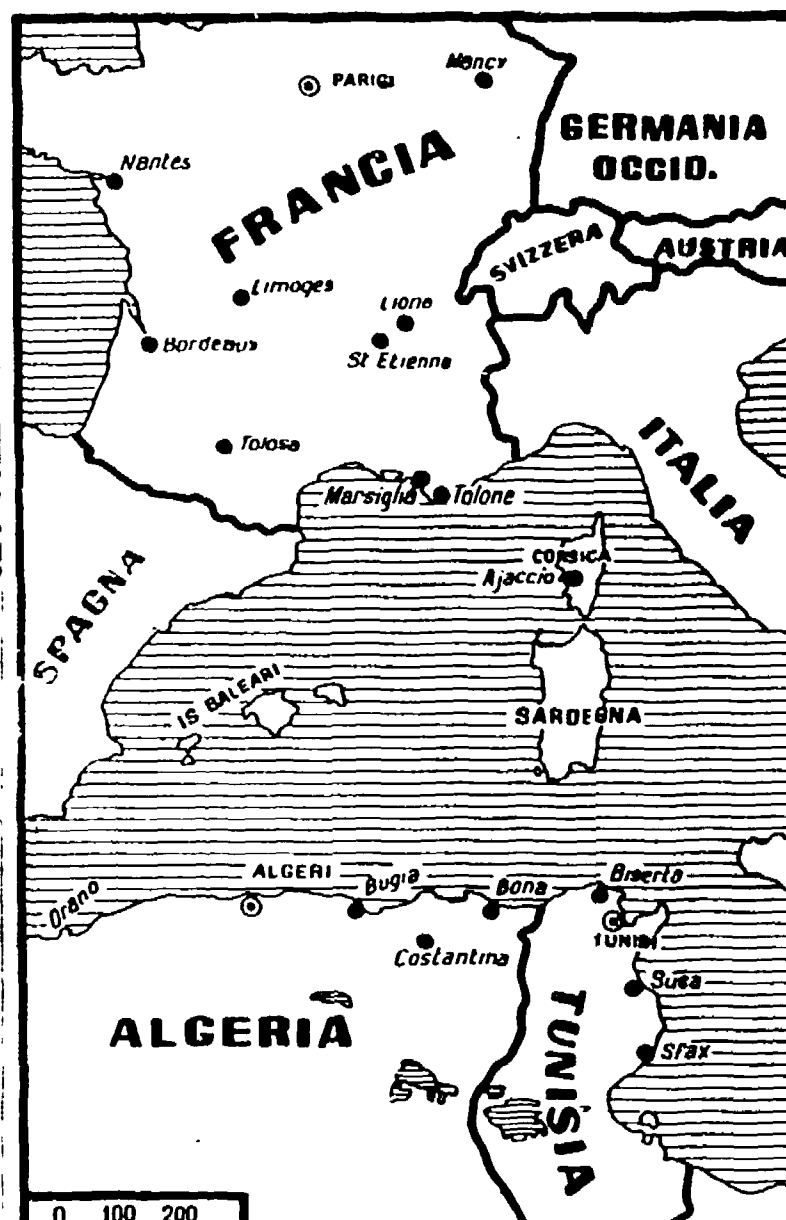 Nancy
PARIGI
GERMANIA
OCCID.
Nantes
FRANCIA
SVIZZERA
AUSTRIA
Limoges
Lione
Bordeaus
St Etienne
Tolosa
ITALIA
Marsiglia
Tolone
SPAGNA
CORSICA
Ajaccio
IS BALEARI
SARDEGNA
ALGERI
Bugia
Bona
Biserta
Orano
TUNISI
Costantina
Susa
ALGERIA
TUNISIA
Sfax
0 100 200